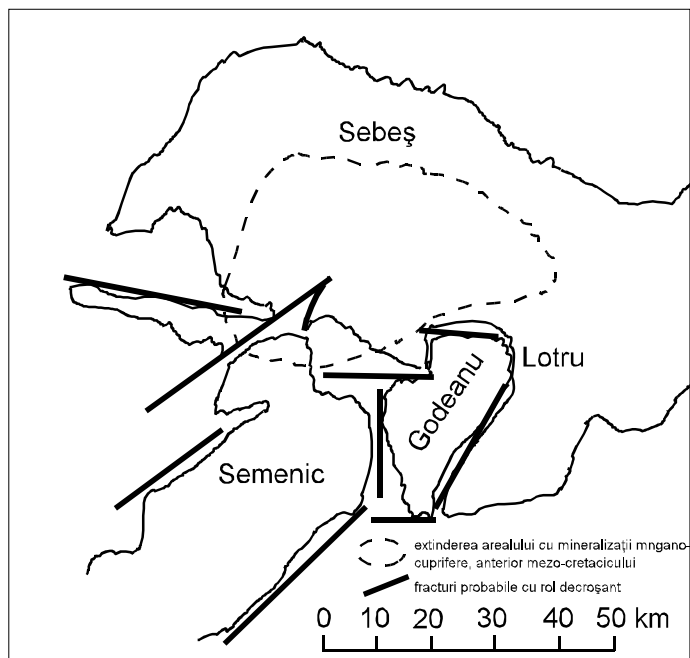 Sebeş
Lotru
Godeanu
Semenic
extinderea arealului cu mineralizaţii mngano-
cuprifere, anterior mezo-cretacicului
fracturi probabile cu rol decroşant
0 10 20 30 40 50 km